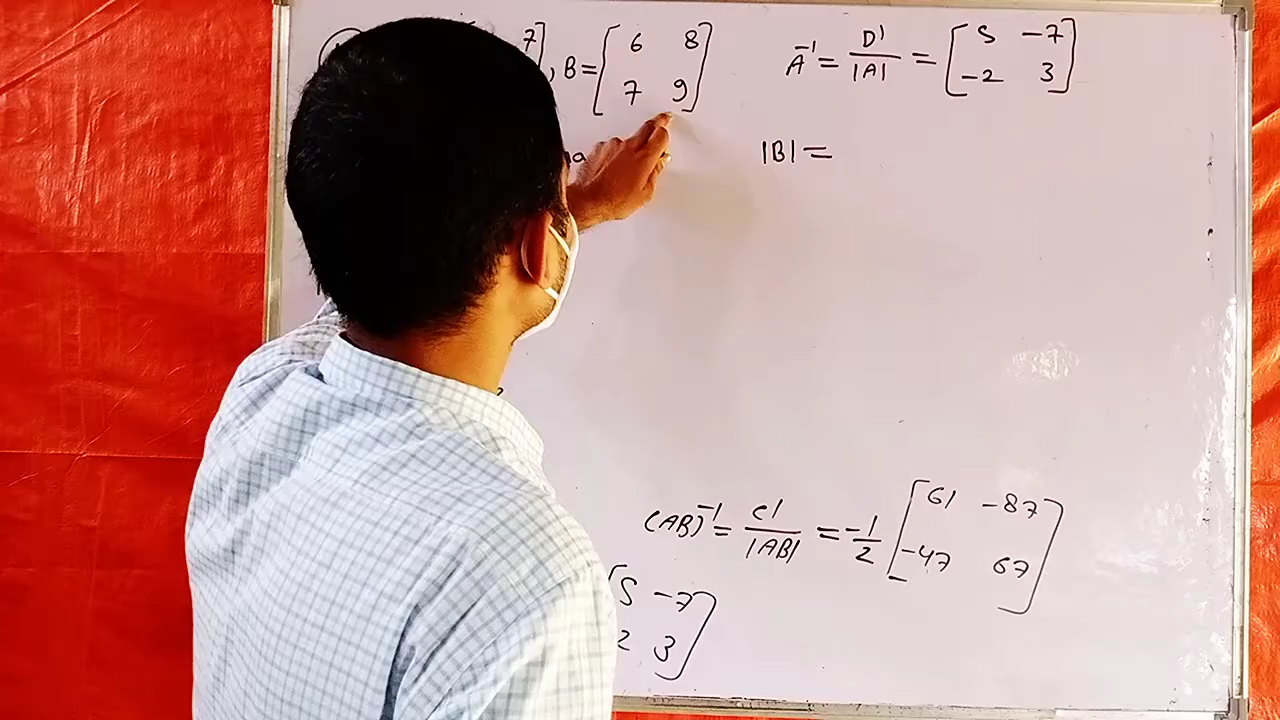 7], B = [6 8
7 9]
A⁻¹ = D'/|A| = [5 -7
-2 3]
|B| =
(AB)⁻¹ = C'/|AB| = -1/2 [61 -87
-47 67]
[5 -7
2 3]